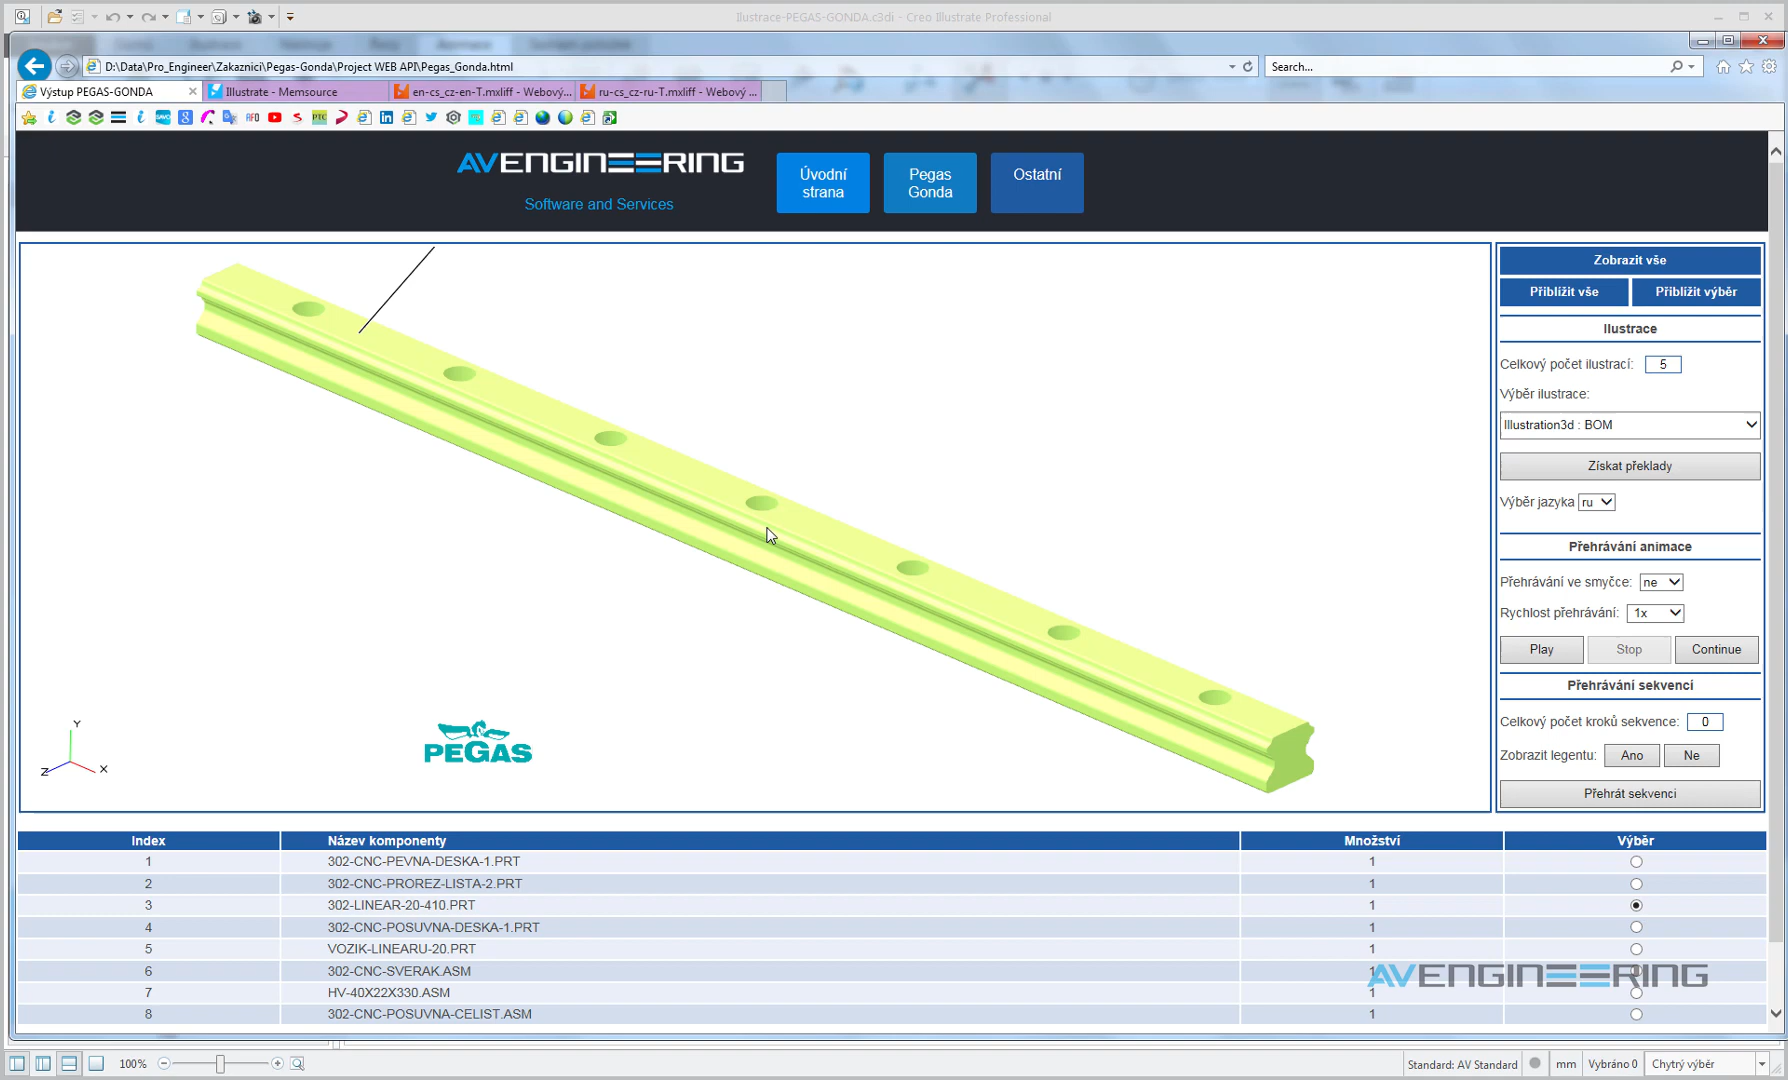 Ilustrace-PEGAS-GONDA.c3di - Creo Illustrate Professional
D:\Data\Pro_Engineer\Zakaznici\Pegas-Gonda\Project WEB API\Pegas_Gonda.html
Search...
Výstup PEGAS-GONDA
Illustrate - Memsource
en-cs_cz-en-T.mxliff - Webový...
ru-cs_cz-ru-T.mxliff - Webový ...
AVENGINEERING
Software and Services
Úvodní strana
Pegas Gonda
Ostatní
Zobrazit vše
Přiblížit vše
Přiblížit výběr
Ilustrace
Celkový počet ilustrací: 5
Výběr ilustrace:
Illustration3d : BOM
Získat překlady
Výběr jazyka ru
Přehrávání animace
Přehrávání ve smyčce: ne
Rychlost přehrávání: 1x
Play Stop Continue
Přehrávání sekvencí
Celkový počet kroků sekvence: 0
Zobrazit legentu: Ano Ne
Přehrát sekvenci
Y
Z X
PEGAS
Index Název komponenty Množství Výběr
1 302-CNC-PEVNA-DESKA-1.PRT 1
2 302-CNC-PROREZ-LISTA-2.PRT 1
3 302-LINEAR-20-410.PRT 1
4 302-CNC-POSUVNA-DESKA-1.PRT 1
5 VOZIK-LINEARU-20.PRT 1
6 302-CNC-SVERAK.ASM 1
7 HV-40X22X330.ASM 1
8 302-CNC-POSUVNA-CELIST.ASM 1
AVENGINEERING
100%
Standard: AV Standard
mm
Vybráno 0
Chytrý výběr